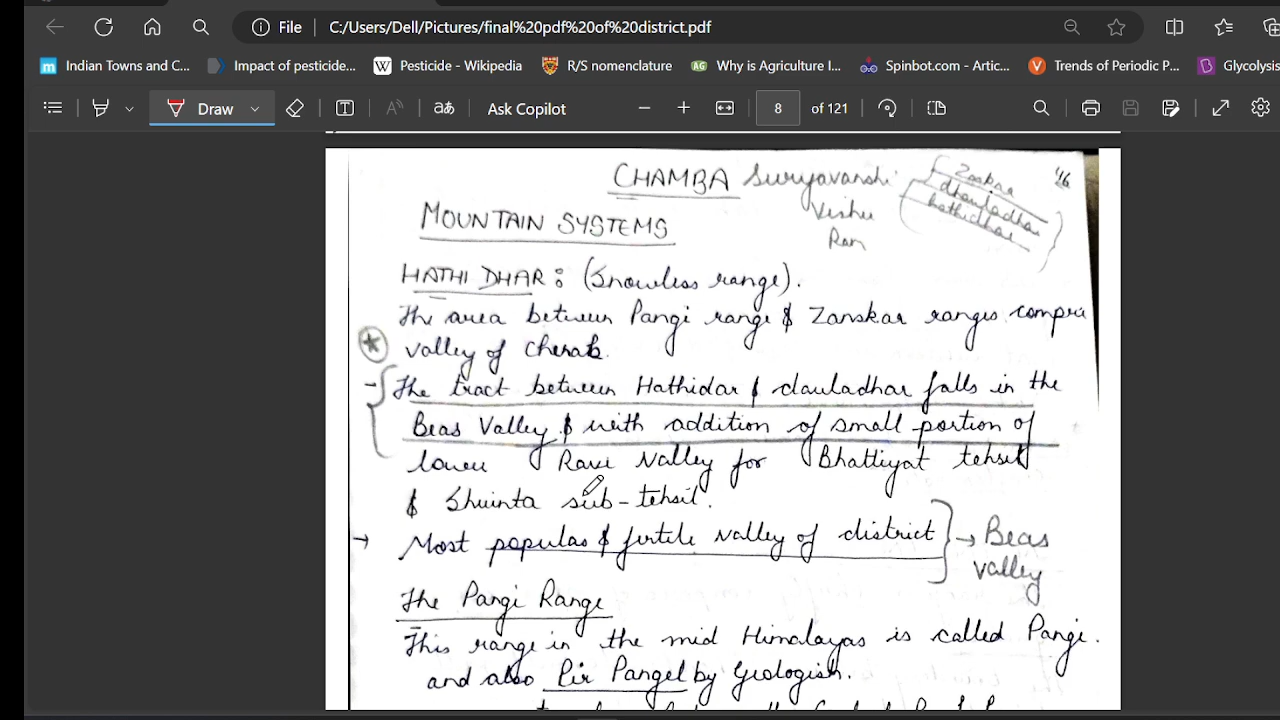 File C:/Users/Dell/Pictures/final%20pdf%20of%20district.pdf
Indian Towns and C... Impact of pesticide... Pesticide - Wikipedia R/S nomenclature Why is Agriculture I... Spinbot.com - Artic... Trends of Periodic P... Glycolysis
Draw Ask Copilot 8 of 121
CHAMBA Suryavanshi
Vishu
Ram
Zaskar
dhauladhar
hathidhar
MOUNTAIN SYSTEMS
HATHI DHAR: (Snowless range).
The area between Pangi range & Zanskar ranges compri
valley of Chenab.
The tract between Hathidar & dauladhar falls in the
Beas Valley & with addition of small portion of
lower Ravi Valley for Bhattiyat tehsil
& Shuinta sub-tehsil.
→ Most populas & fertile valley of district → Beas
valley
The Pangi Range
This range in the mid Himalayas is called Pangi.
and also Pir Pangel by Geologish.